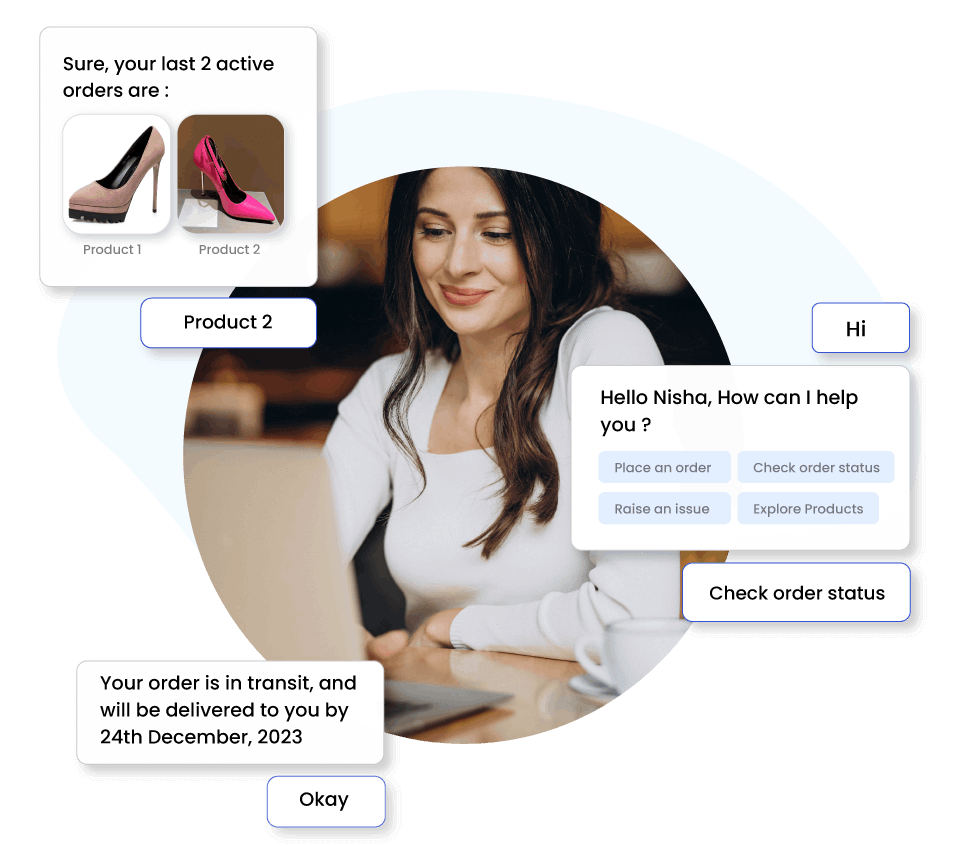 Sure, your last 2 active
orders are :
Product 1
Product 2
Product 2
Hi
Hello Nisha, How can I help
you ?
Place an order
Check order status
Raise an issue
Explore Products
Check order status
Your order is in transit, and
will be delivered to you by
24th December, 2023
Okay